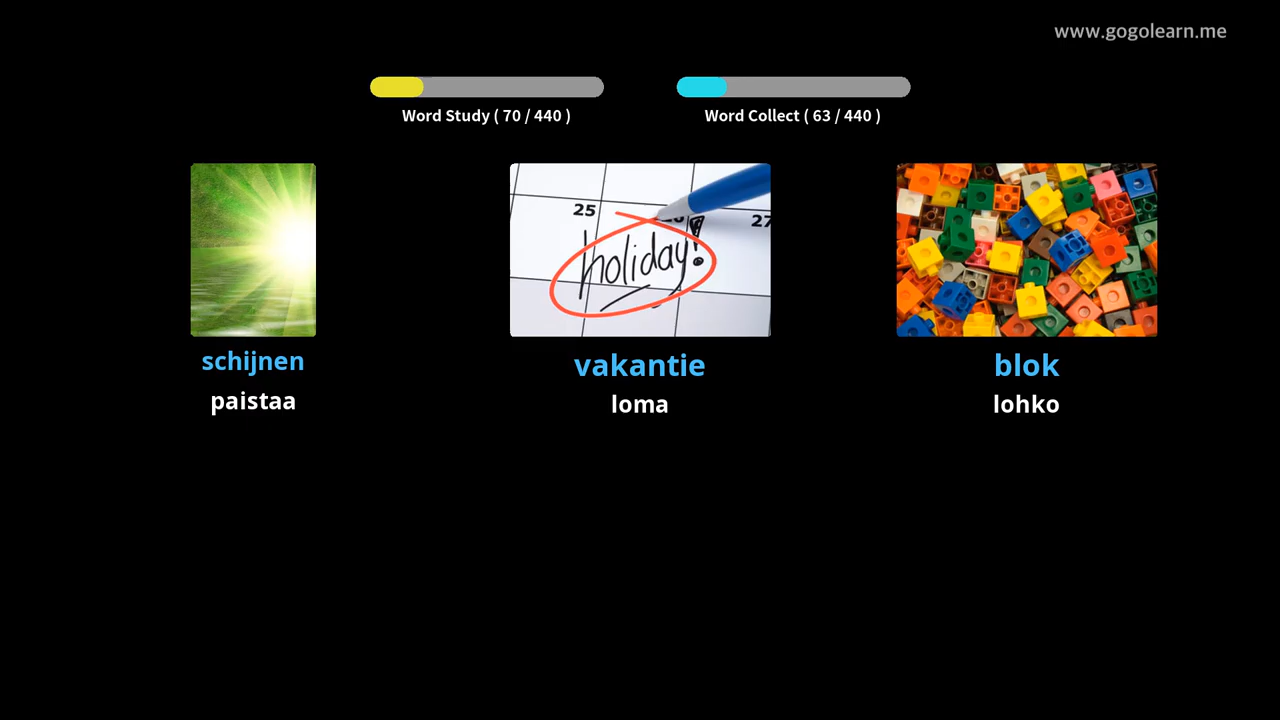 www.gogolearn.me
Word Study ( 70 / 440 )
Word Collect ( 63 / 440 )
25
27
holiday!
schijnen
vakantie
blok
paistaa
loma
lohko